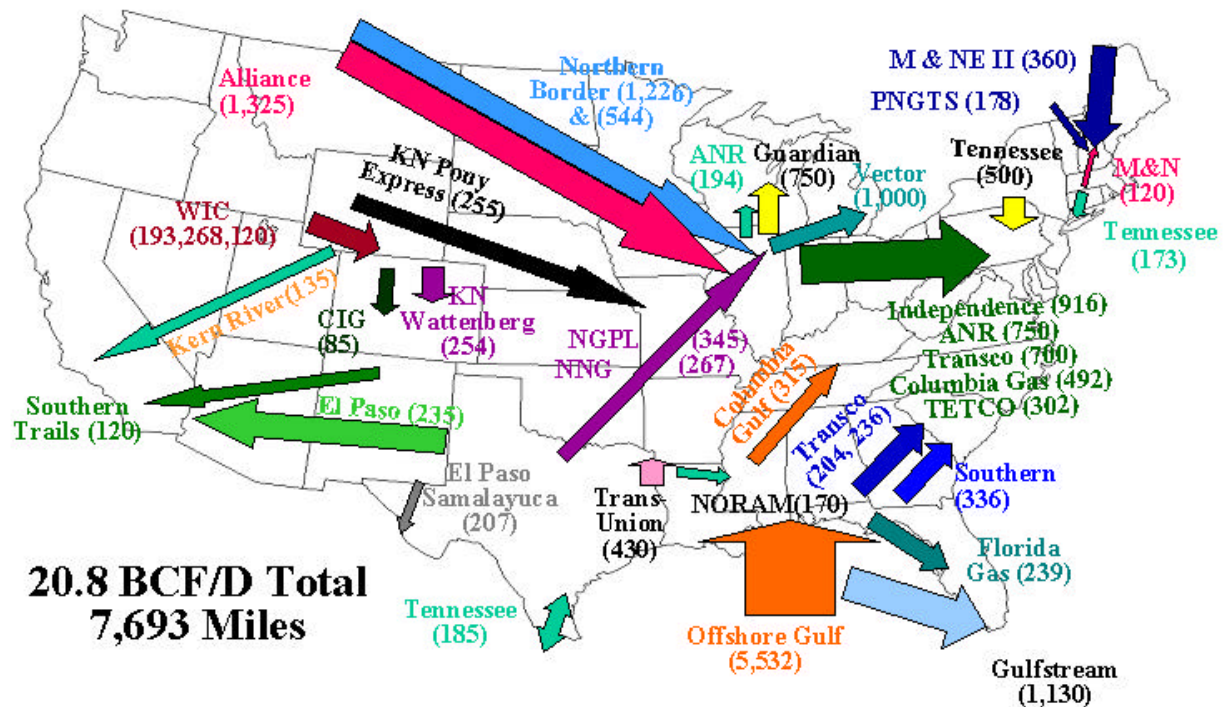 Alliance
(1,325)
Northern
Border (1,226)
& (544)
M & NE II (360)
PNGTS (178)
KN Pony
Express (255)
ANR
(194)
Guardian
(750)
Vector
(1,000)
Tennessee
(500)
M&N
(120)
WIC
(193,268,120)
Tennessee
(173)
Kern River (135)
CIG
(85)
KN
Wattenberg
(254)
NGPL (345)
NNG (267)
Independence (916)
ANR (750)
Transco (700)
Columbia Gas (492)
TETCO (302)
Columbia
Gulf (315)
Southern
Trails (120)
El Paso (235)
Transco
(204, 236)
El Paso
Samalayuca
(207)
Trans-
Union
(430)
NORAM(170)
Southern
(336)
Florida
Gas (239)
20.8 BCF/D Total
7,693 Miles
Tennessee
(185)
Offshore Gulf
(5,532)
Gulfstream
(1,130)